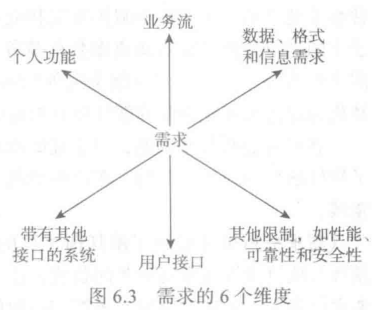 业务流
数据、格式
和信息需求
个人功能
需求
带有其他
接口的系统
用户接口
其他限制，如性能、
可靠性和安全性
图 6.3 需求的 6 个维度